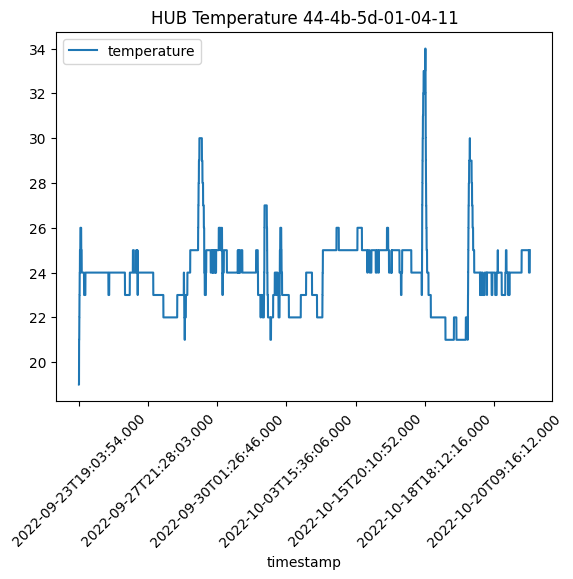 HUB Temperature 44-4b-5d-01-04-11
temperature
34
32
30
28
26
24
22
20
2022-09-23T19:03:54.000
2022-09-27T21:28:03.000
2022-09-30T01:26:46.000
2022-10-03T15:36:06.000
2022-10-15T20:10:52.000
2022-10-18T18:12:16.000
2022-10-20T09:16:12.000
timestamp